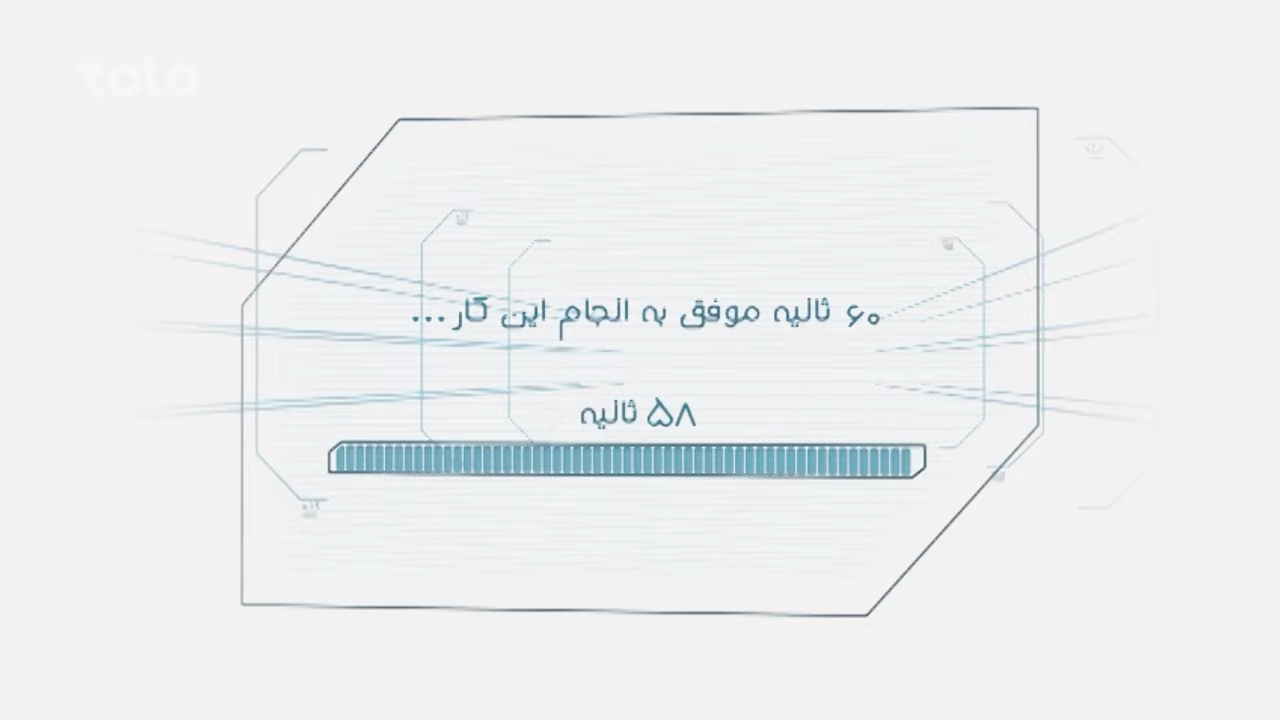 tolo
۶۰ ثانیه موفق به انجام این کار ...
۵۸ ثانیه